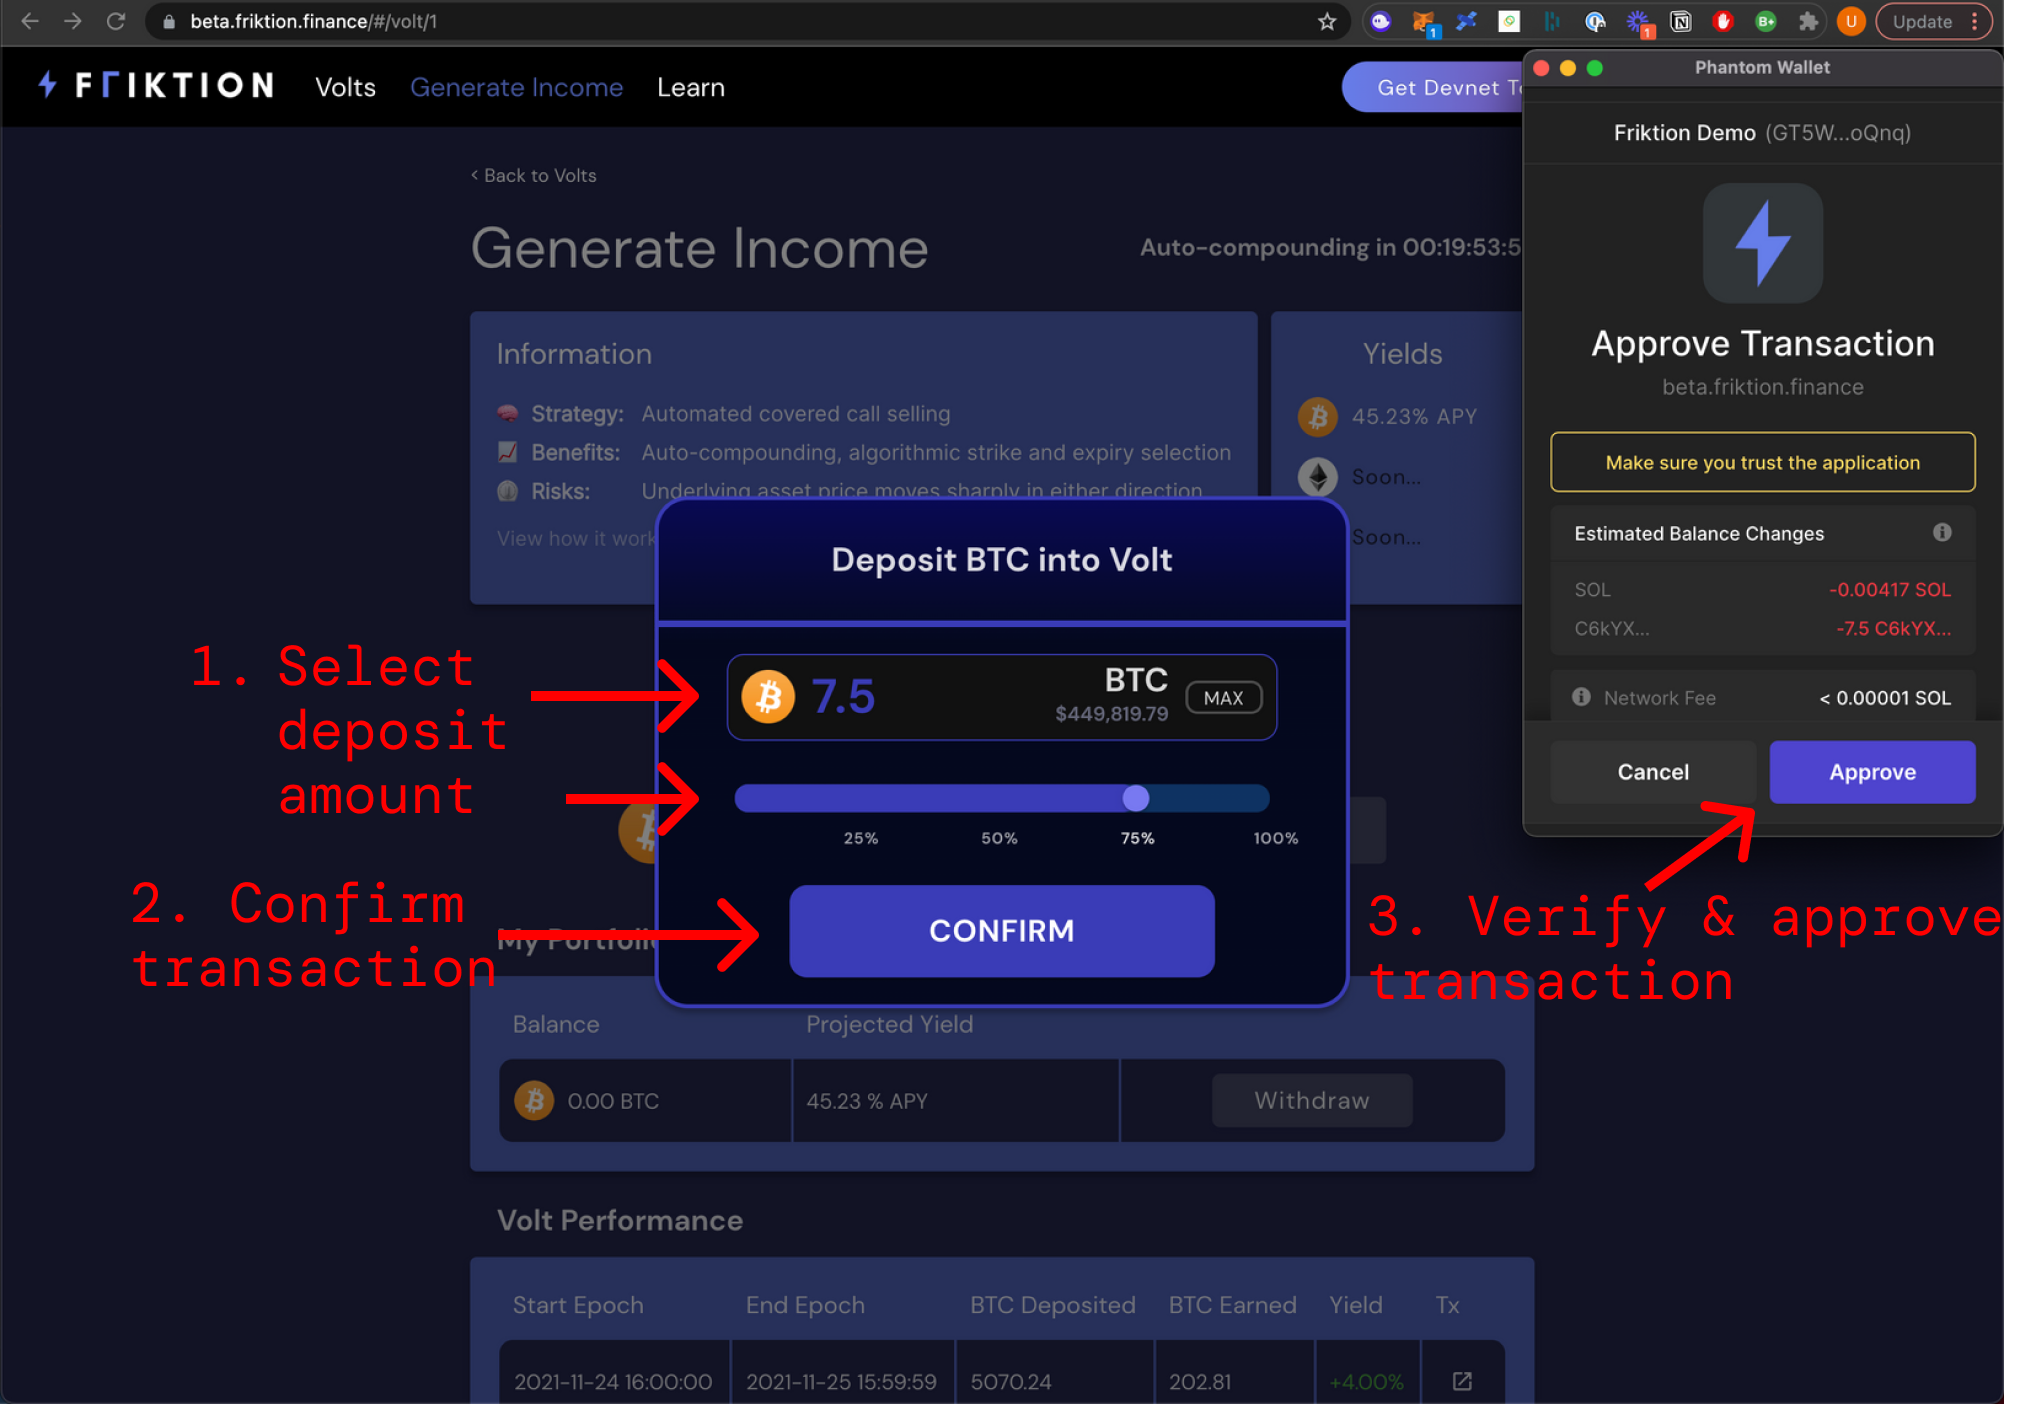 beta.friktion.finance/#/volt/1
1
1
U
Update
FRIKTION
Volts
Generate Income
Learn
Get Devnet
Phantom Wallet
Friktion Demo (GT5W...oQnq)
Approve Transaction
beta.friktion.finance
Make sure you trust the application
Estimated Balance Changes
SOL -0.00417 SOL
C6kYX... -7.5 C6kYX...
Network Fee < 0.00001 SOL
Cancel
Approve
< Back to Volts
Generate Income
Auto-compounding in 00:19:53:5
Information
Strategy: Automated covered call selling
Benefits: Auto-compounding, algorithmic strike and expiry selection
Risks: Underlying asset price moves sharply in either direction
View how it work
Yields
45.23% APY
Soon...
Soon...
Deposit BTC into Volt
7.5
BTC
$449,819.79
MAX
25% 50% 75% 100%
CONFIRM
1. Select
deposit
amount
2. Confirm
transaction
3. Verify & approve
transaction
My Portfoli
Balance Projected Yield
0.00 BTC 45.23 % APY Withdraw
Volt Performance
Start Epoch End Epoch BTC Deposited BTC Earned Yield Tx
2021-11-24 16:00:00 2021-11-25 15:59:59 5070.24 202.81 +4.00%